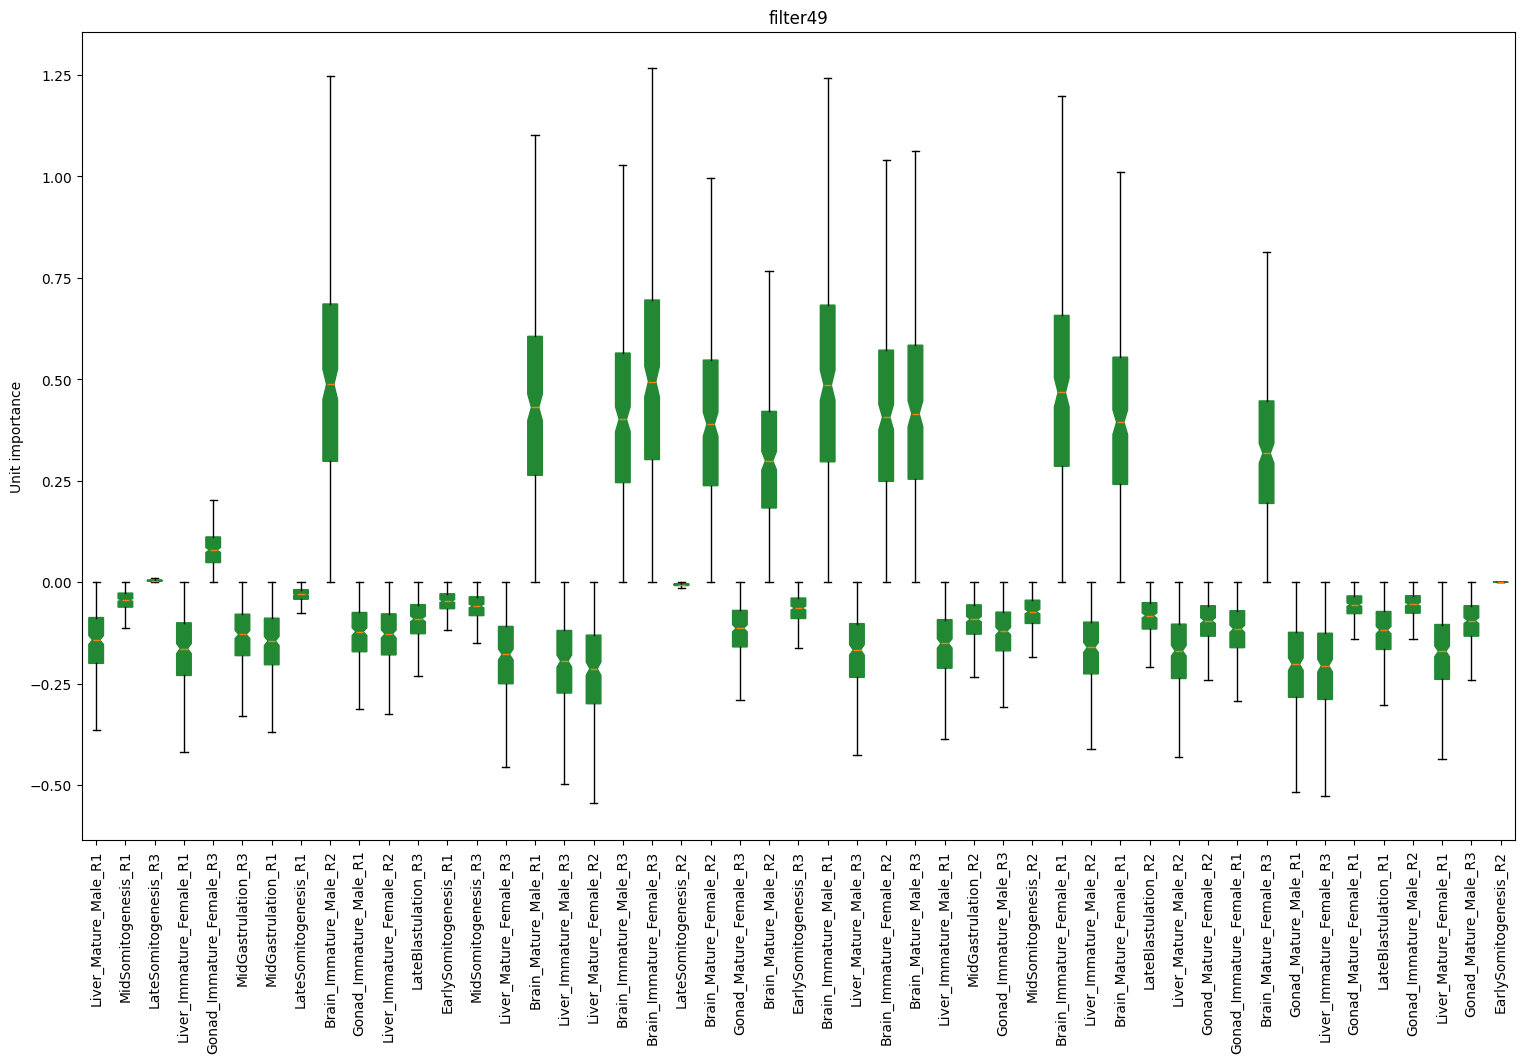 filter49
Unit importance
1.25
1.00
0.75
0.50
0.25
0.00
−0.25
−0.50
Liver_Mature_Male_R1
MidSomitogenesis_R1
LateSomitogenesis_R3
Liver_Immature_Female_R1
Gonad_Immature_Female_R3
MidGastrulation_R3
MidGastrulation_R1
LateSomitogenesis_R1
Brain_Immature_Male_R2
Gonad_Immature_Male_R1
Liver_Immature_Female_R2
LateBlastulation_R3
EarlySomitogenesis_R1
MidSomitogenesis_R3
Liver_Mature_Female_R3
Brain_Mature_Male_R1
Liver_Immature_Male_R3
Liver_Mature_Female_R2
Brain_Immature_Male_R3
Brain_Immature_Female_R3
LateSomitogenesis_R2
Brain_Mature_Female_R2
Gonad_Mature_Female_R3
Brain_Mature_Male_R2
EarlySomitogenesis_R3
Brain_Immature_Male_R1
Liver_Mature_Male_R3
Brain_Immature_Female_R2
Brain_Mature_Male_R3
Liver_Immature_Male_R1
MidGastrulation_R2
Gonad_Immature_Male_R3
MidSomitogenesis_R2
Brain_Immature_Female_R1
Liver_Immature_Male_R2
Brain_Mature_Female_R1
LateBlastulation_R2
Liver_Mature_Male_R2
Gonad_Mature_Female_R2
Gonad_Immature_Female_R1
Brain_Mature_Female_R3
Gonad_Mature_Male_R1
Liver_Immature_Female_R3
Gonad_Mature_Female_R1
LateBlastulation_R1
Gonad_Immature_Male_R2
Liver_Mature_Female_R1
Gonad_Mature_Male_R3
EarlySomitogenesis_R2